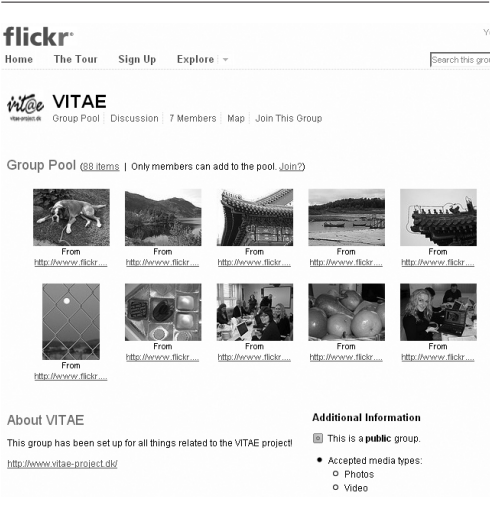 flickr
Home The Tour Sign Up Explore
Search this grou
vit@e VITAE
vitae-project.dk
Group Pool Discussion 7 Members Map Join This Group
Group Pool (88 items | Only members can add to the pool. Join?)
From From From From From
http://www.flickr.... http://www.flickr.... http://www.flickr.... http://www.flickr.... http://www.flickr....
From From From From From
http://www.flickr.... http://www.flickr.... http://www.flickr.... http://www.flickr.... http://www.flickr....
About VITAE
This group has been set up for all things related to the VITAE project!
http://www.vitae-project.dk/
Additional Information
This is a public group.
Accepted media types:
Photos
Video